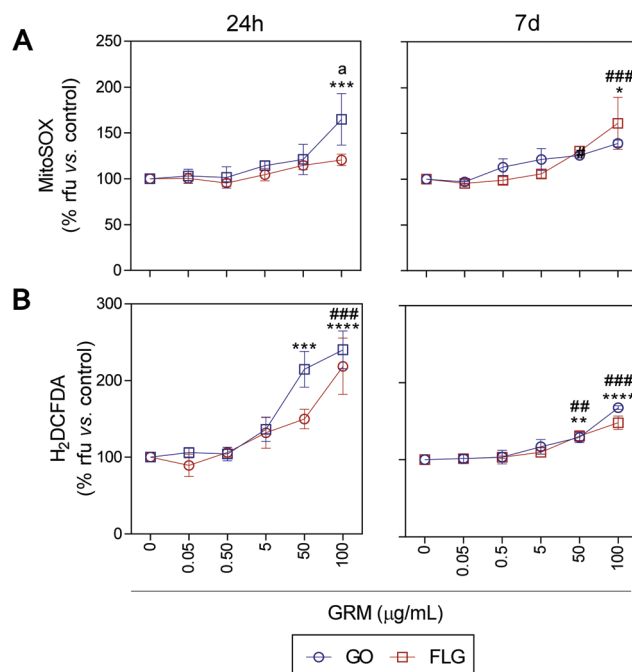 24h
7d
A
MitoSOX
(% rfu vs. control)
250
200
150
100
50
0
a
***
###
*
#
B
H₂DCFDA
(% rfu vs. control)
300
200
100
0
***
###
****
##
**
###
****
0 0.05 0.50 5 50 100
0 0.05 0.5 5 50 100
GRM (µg/mL)
GO FLG